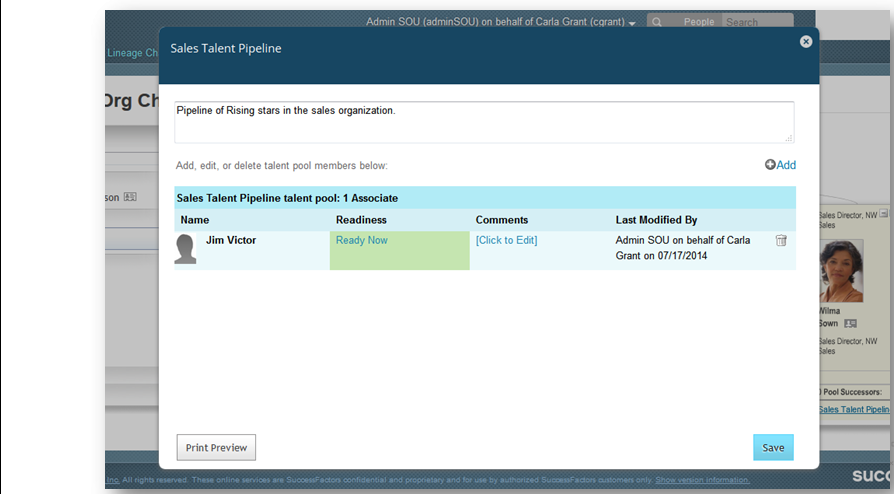 Admin SOU (adminSOU) on behalf of Carla Grant (cgrant)
People
Search
Lineage Ch
Sales Talent Pipeline
Org Ch
Pipeline of Rising stars in the sales organization.
Add, edit, or delete talent pool members below:
Add
Sales Talent Pipeline talent pool: 1 Associate
Name Readiness Comments Last Modified By
Jim Victor Ready Now [Click to Edit] Admin SOU on behalf of Carla
Grant on 07/17/2014
son
Sales Director, NW
Sales
Wilma
Gown
Sales Director, NW
Sales
Pool Successors:
Sales Talent Pipelin
Print Preview
Save
Inc. All rights reserved. These online services are SuccessFactors confidential and proprietary and for use by authorized SuccessFactors customers only. Show version information.
succ